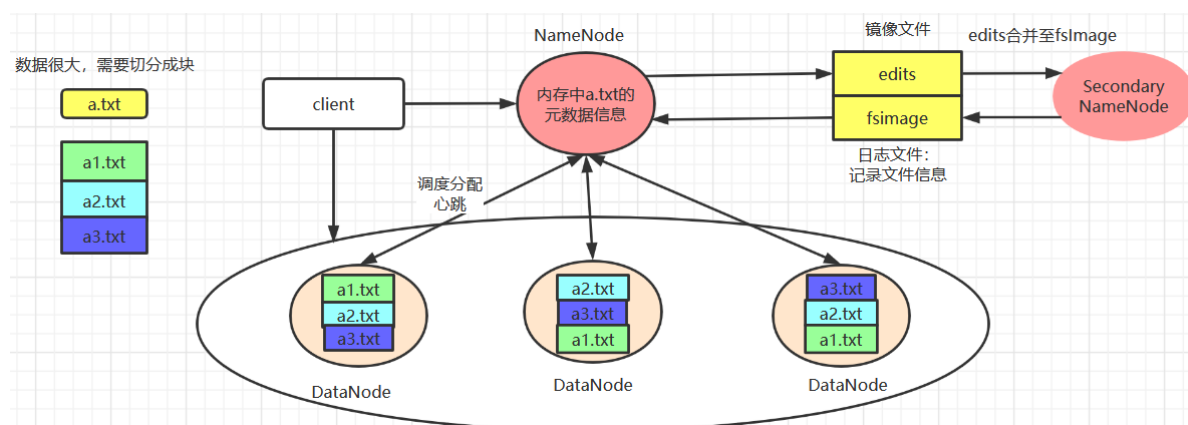 数据很大，需要切分成块
a.txt
a1.txt
a2.txt
a3.txt
client
NameNode
内存中a.txt的
元数据信息
镜像文件
edits
fsimage
日志文件：
记录文件信息
edits合并至fsImage
Secondary
NameNode
调度分配
心跳
a1.txt
a2.txt
a3.txt
DataNode
a2.txt
a3.txt
a1.txt
DataNode
a3.txt
a2.txt
a1.txt
DataNode